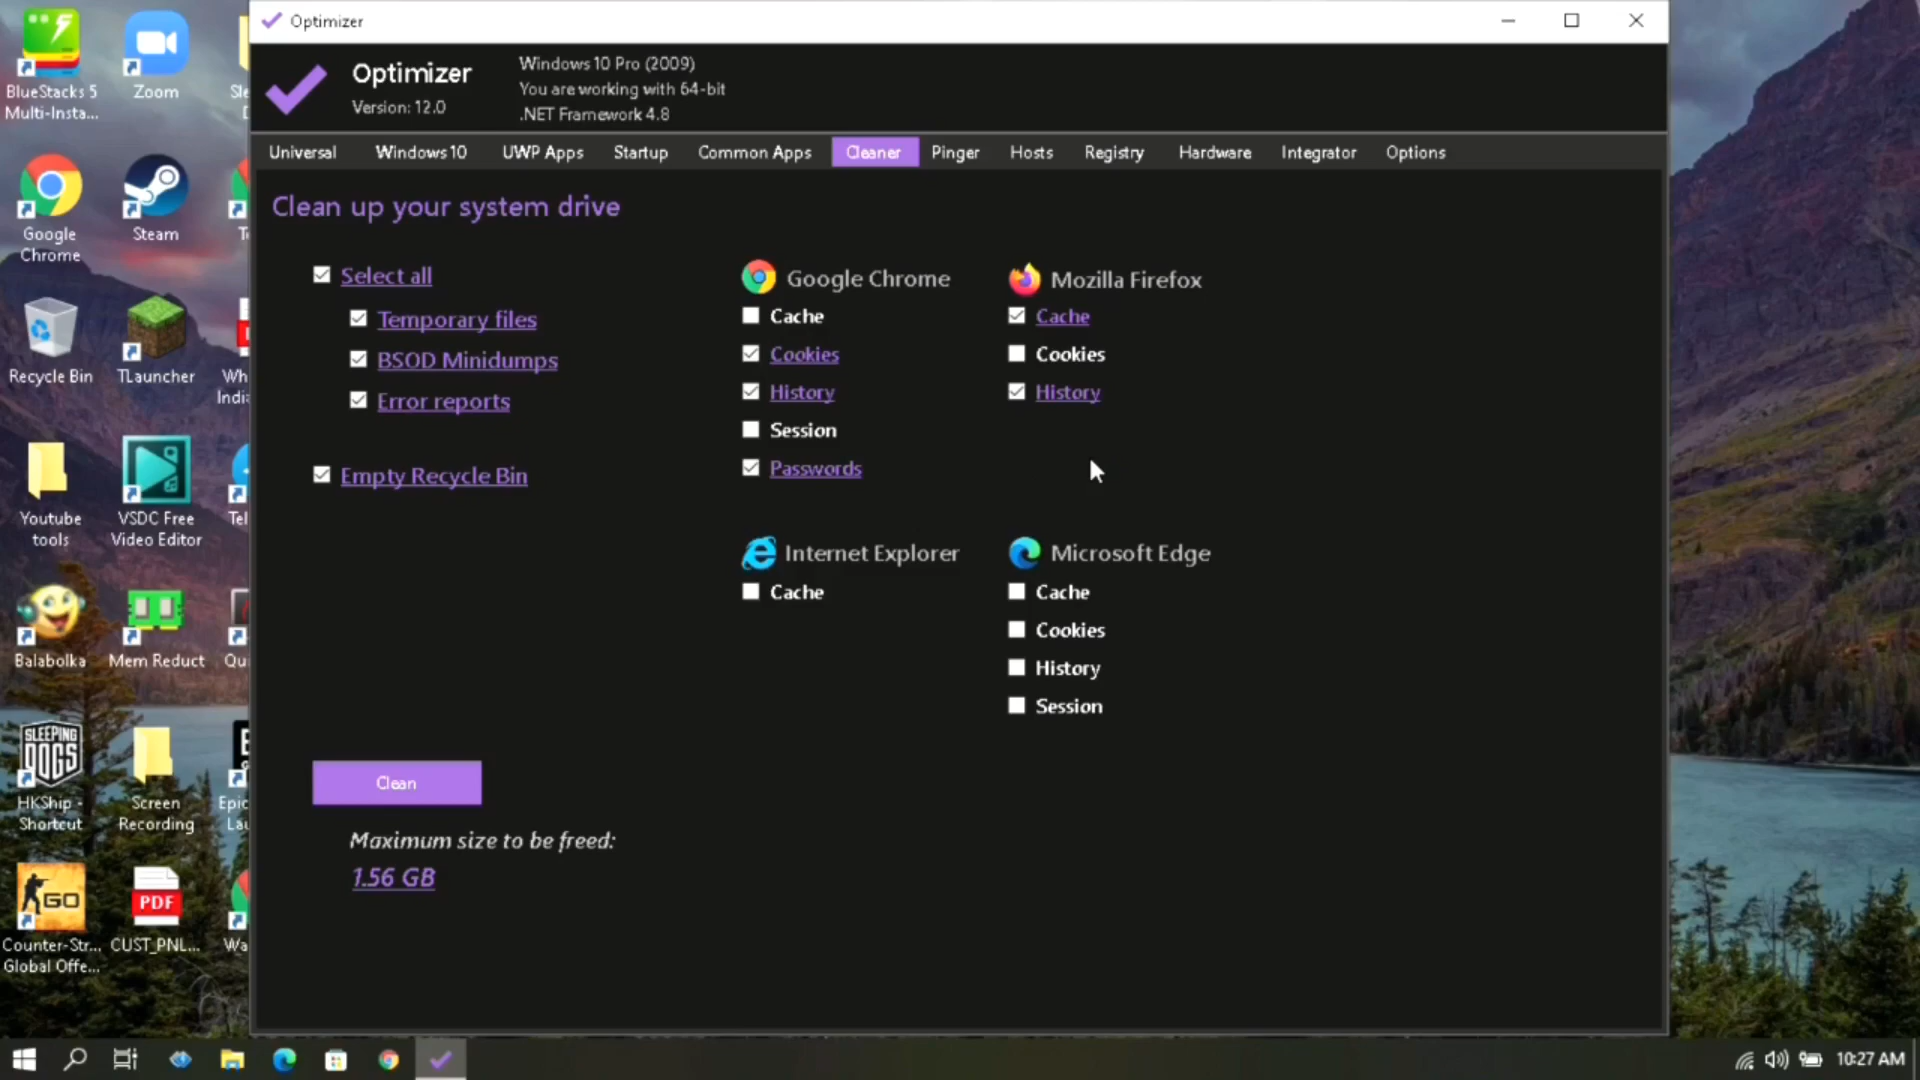 Optimizer
Optimizer
Version: 12.0
Windows 10 Pro (2009)
You are working with 64-bit
.NET Framework 4.8
Universal
Windows 10
UWP Apps
Startup
Common Apps
Cleaner
Pinger
Hosts
Registry
Hardware
Integrator
Options
Clean up your system drive
Select all
Temporary files
BSOD Minidumps
Error reports
Empty Recycle Bin
Google Chrome
Cache
Cookies
History
Session
Passwords
Mozilla Firefox
Cache
Cookies
History
Internet Explorer
Cache
Microsoft Edge
Cache
Cookies
History
Session
Clean
Maximum size to be freed:
1.56 GB
BlueStacks 5
Multi-Insta...
Zoom
Google
Chrome
Steam
Recycle Bin
TLauncher
Youtube
tools
VSDC Free
Video Editor
Balabolka
Mem Reduct
SLEEPING
DOGS
HKShip -
Shortcut
Screen
Recording
GO
Counter-Str...
Global Offe...
PDF
CUST_PNL...
10:27 AM